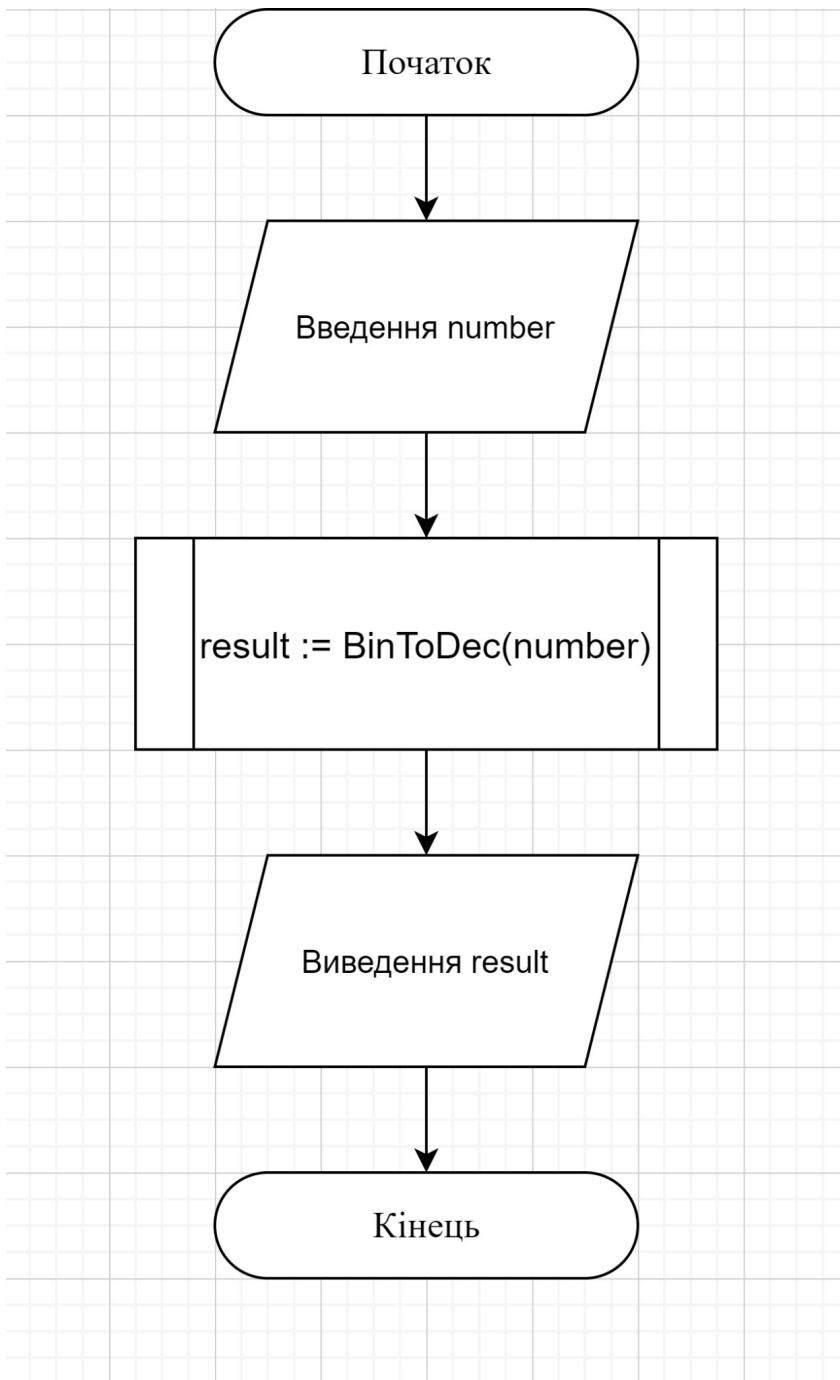 Початок
Введення number
result := BinToDec(number)
Виведення result
Кінець